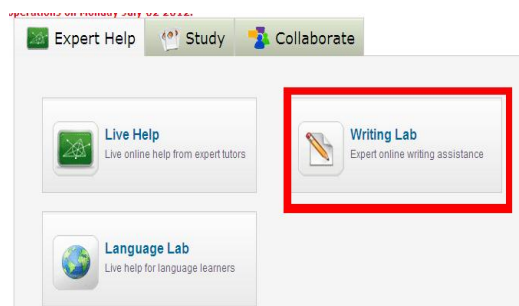 operations on Monday July 02 2012.
Expert Help Study Collaborate
Live Help
Live online help from expert tutors
Writing Lab
Expert online writing assistance
Language Lab
Live help for language learners